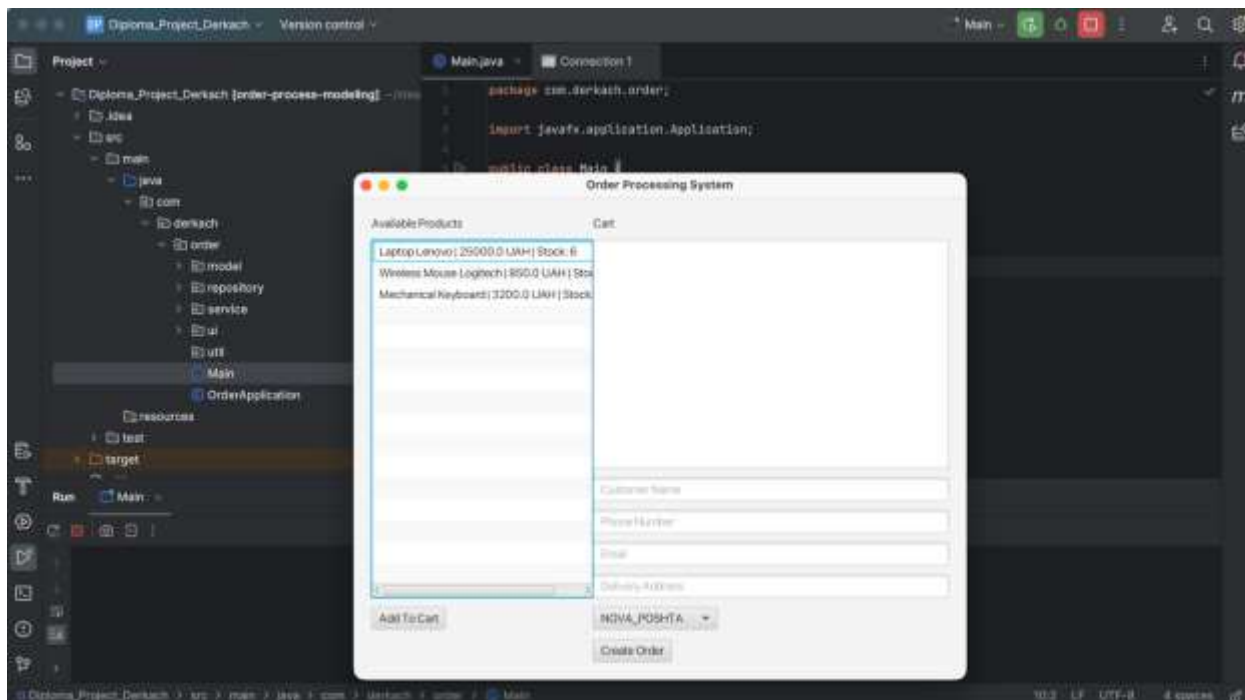 DP Diploma_Project_Derkach Version control Main
Project
Main.java
Connection 1
Diploma_Project_Derkach [order-process-modeling]
.idea
src
main
java
com
derkach
order
model
repository
service
ui
util
Main
OrderApplication
resources
test
target
package com.derkach.order;
import javafx.application.Application;
public class Main {
Order Processing System
Available Products
Cart
Laptop Lenovo | 25000.0 UAH | Stock: 6
Wireless Mouse Logitech | 850.0 UAH | Sto
Mechanical Keyboard | 3200.0 UAH | Stock:
Customer Name
Phone Number
Email
Delivery Address
Add To Cart
NOVA_POSHTA
Create Order
Run Main
Diploma_Project_Derkach > src > main > java > com > derkach > order > Main
10:2 LF UTF-8 4 spaces